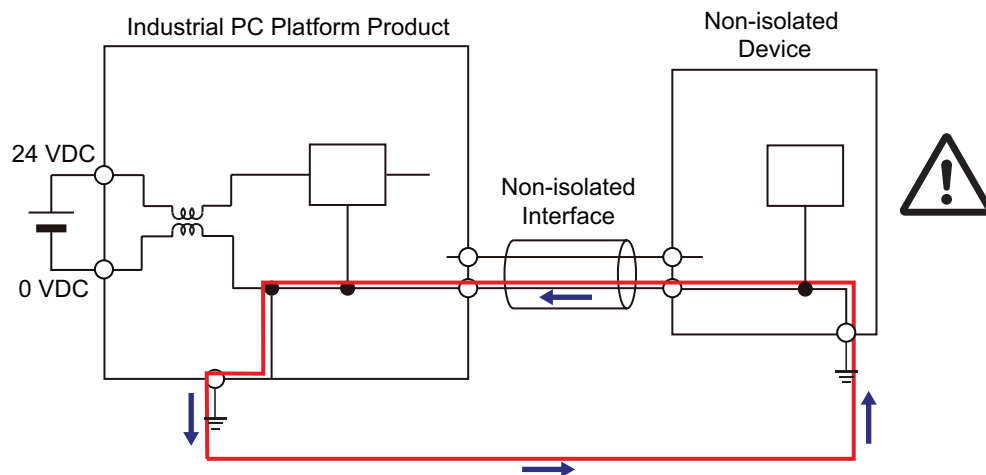 Industrial PC Platform Product
Non-isolated
Device
24 VDC
Non-isolated
Interface
0 VDC